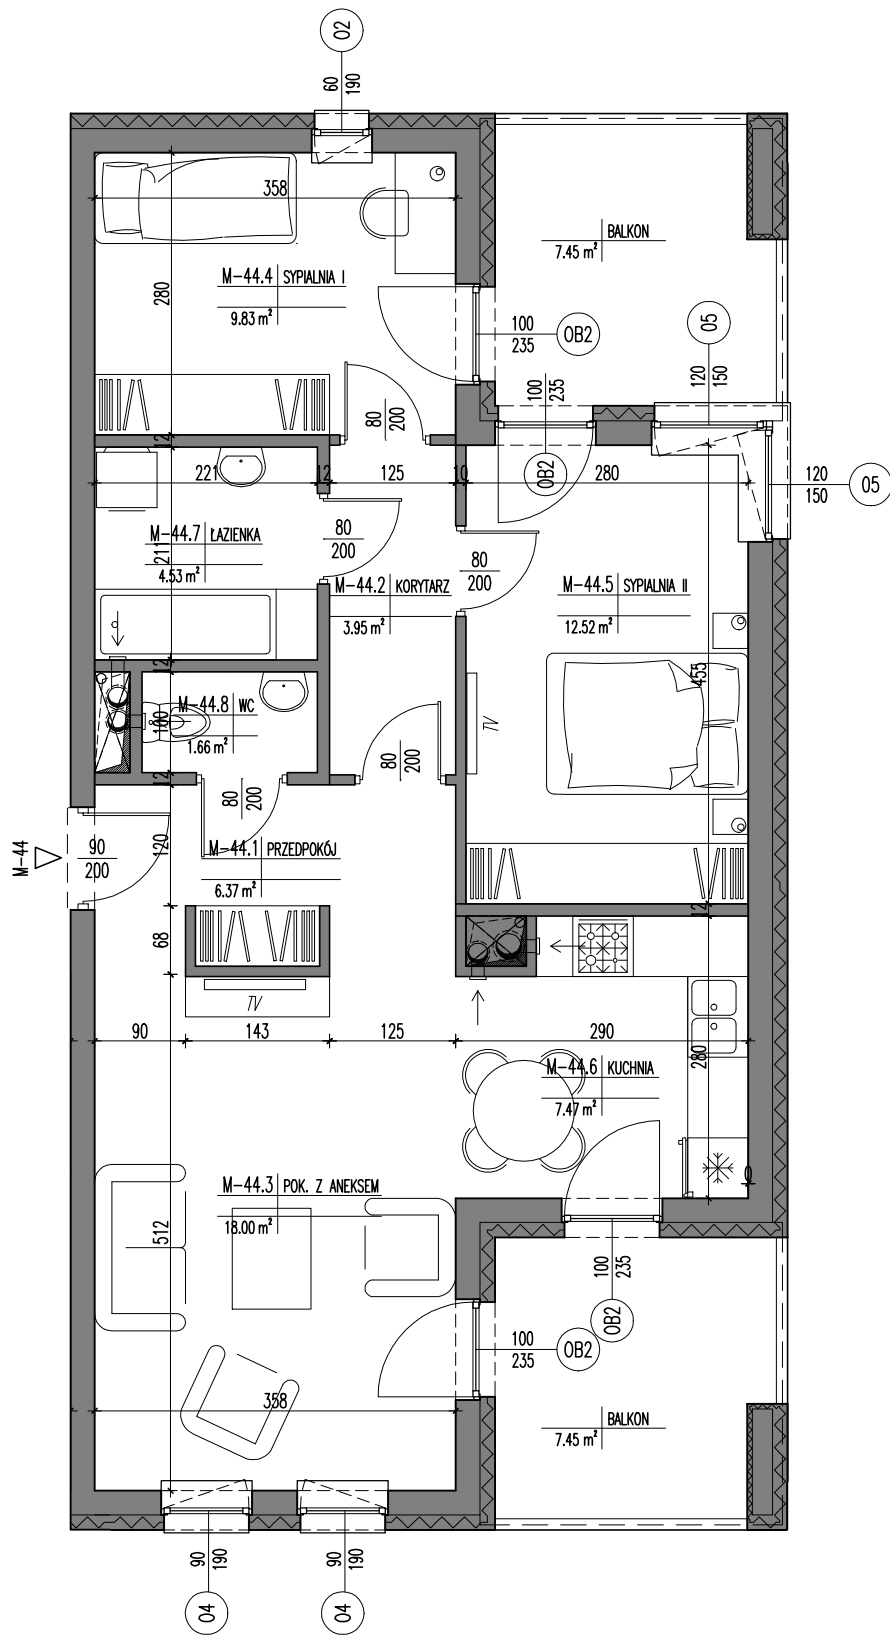 02
60
190
358
BALKON
7.45 m²
M-44.4 SYPIALNIA I
9.83 m²
280
100
235
OB2
05
120
150
80
200
100
235
OB2
12
221
12
125
10
280
120
150
05
M-44.7 ŁAZIENKA
211
4.53 m²
80
200
80
200
M-44.2 KORYTARZ
3.95 m²
M-44.5 SYPIALNIA II
12.52 m²
455
12
M-44.8 WC
100
1.66 m²
TV
80
200
12
80
200
M-44
90
200
120
M-44.1 PRZEDPOKÓJ
6.37 m²
12
68
TV
90
143
125
290
280
M-44.6 KUCHNIA
7.47 m²
M-44.3 POK. Z ANEKSEM
18.00 m²
512
100
235
OB2
100
235
OB2
358
BALKON
7.45 m²
90
190
90
190
04
04